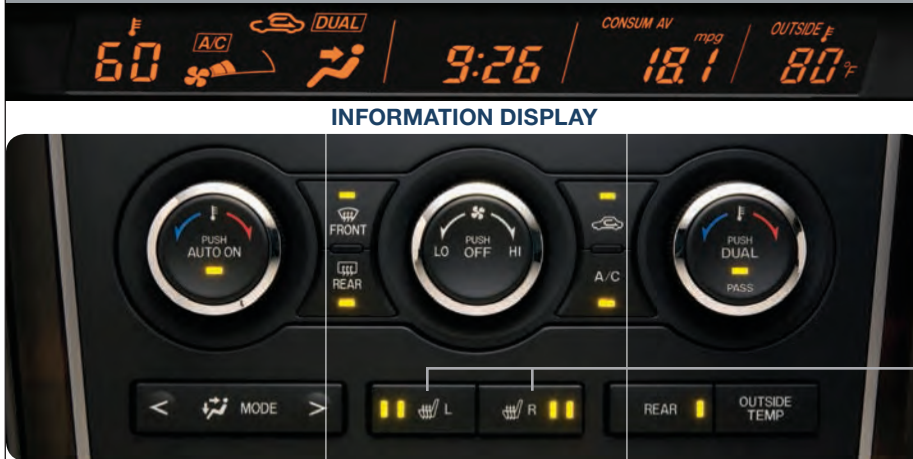 CONSUM AV
OUTSIDE
60 A/C DUAL 9:26 18.1 mpg 80°F
INFORMATION DISPLAY
PUSH
AUTO ON
FRONT
REAR
LO PUSH OFF HI
A/C
PUSH
DUAL
PASS
< MODE >
L
R
REAR
OUTSIDE
TEMP